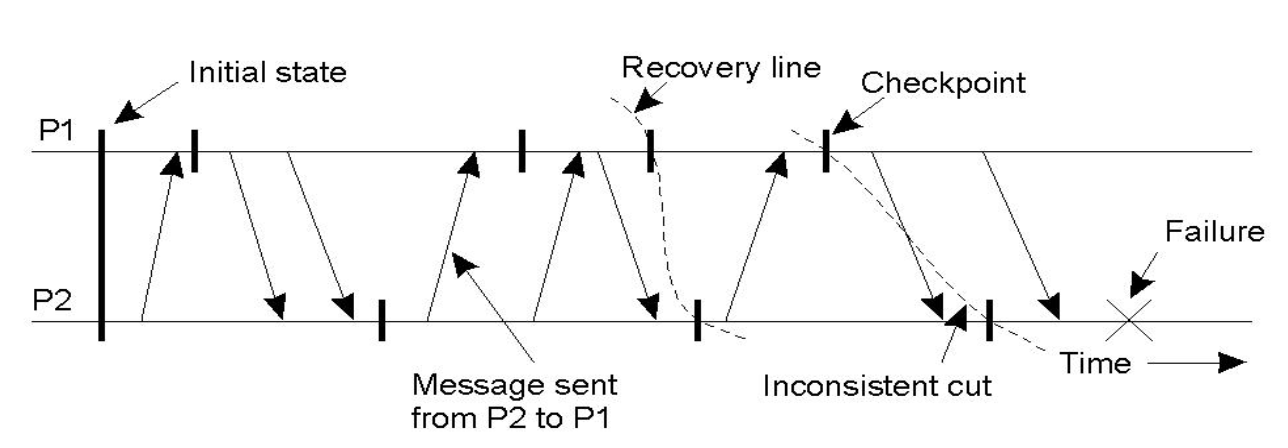 Initial state
Recovery line
Checkpoint
P1
Failure
P2
Time
Message sent
from P2 to P1
Inconsistent cut